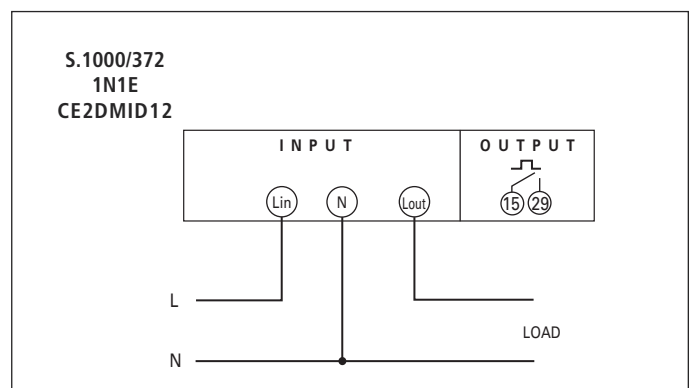 S.1000/372
1N1E
CE2DMID12
INPUT
OUTPUT
Lin
N
Lout
15
29
L
LOAD
N